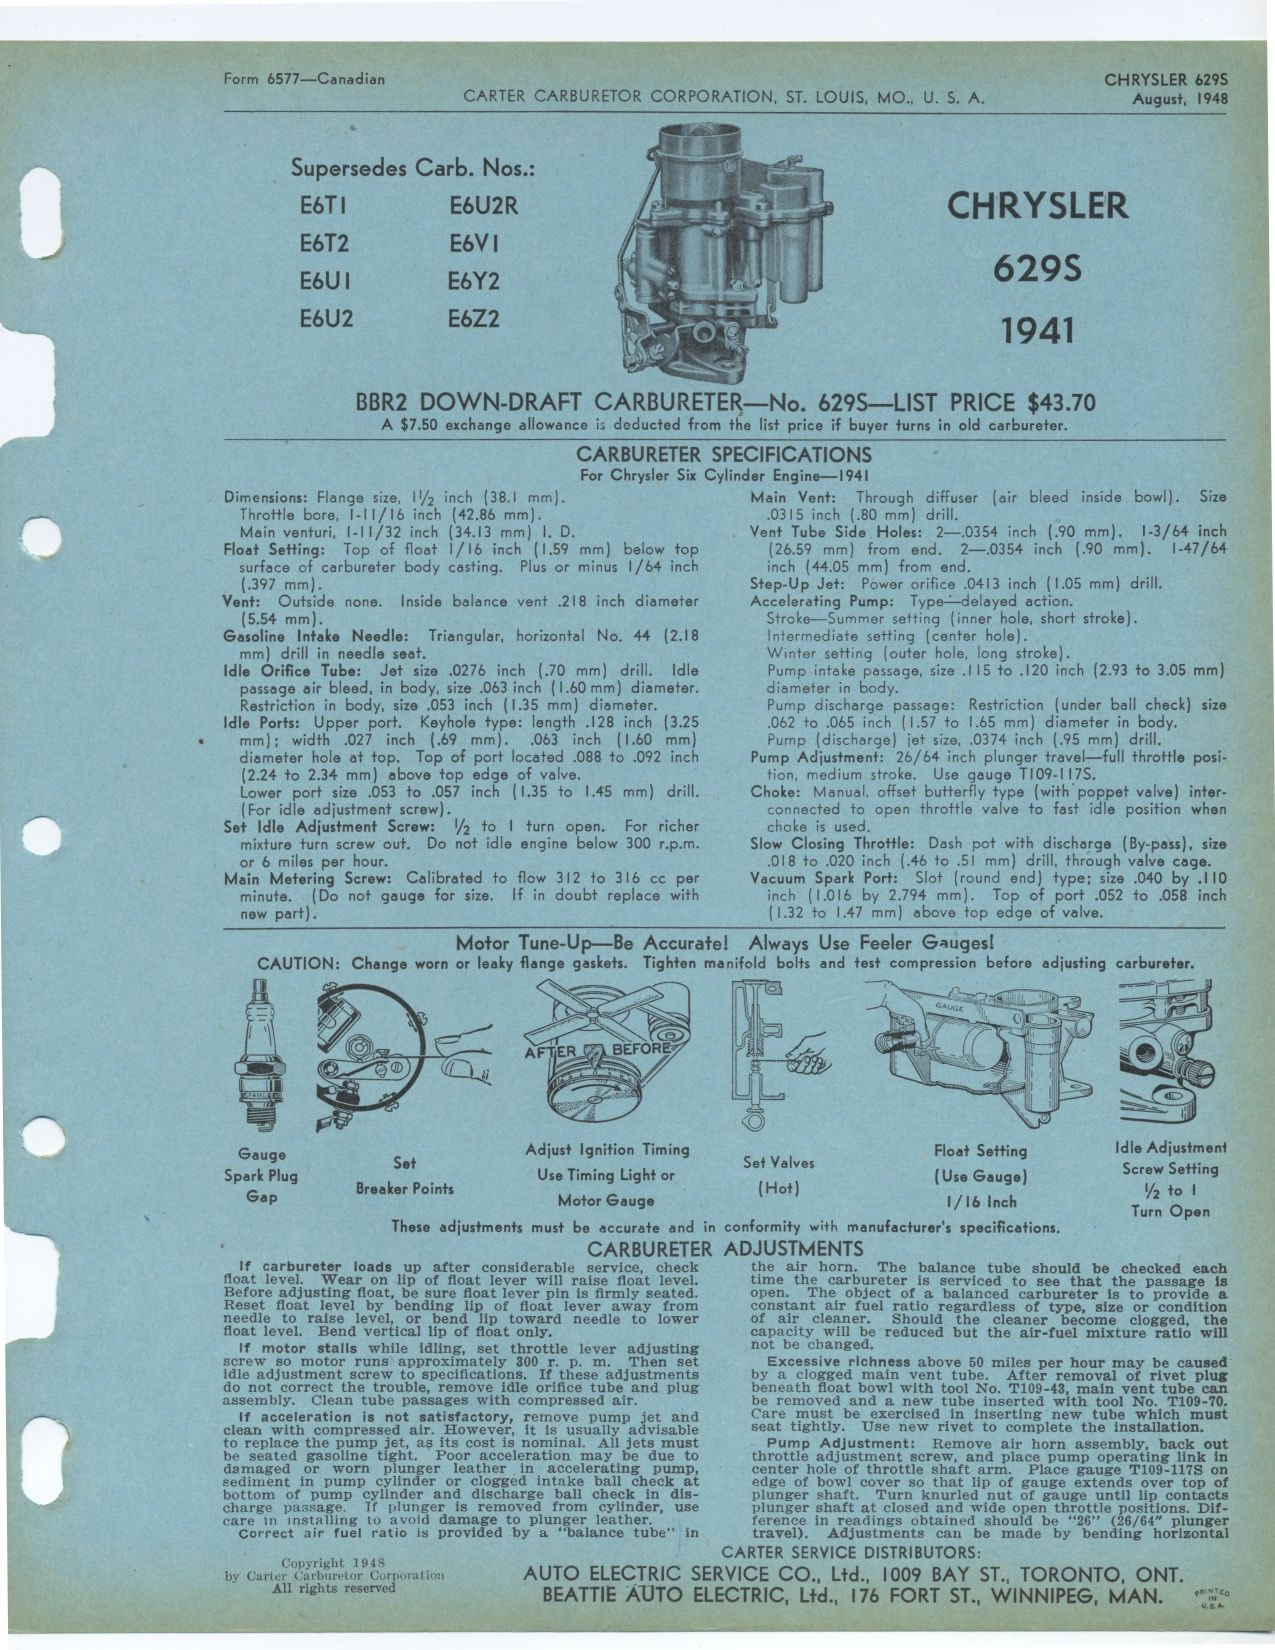 Form 6577—Canadian
CHRYSLER 629S
CARTER CARBURETOR CORPORATION, ST. LOUIS, MO., U. S. A.
August, 1948
Supersedes Carb. Nos.:
E6T1 E6U2R
E6T2 E6V1
E6U1 E6Y2
E6U2 E6Z2
CHRYSLER
629S
1941
BBR2 DOWN-DRAFT CARBURETER—No. 629S—LIST PRICE $43.70
A $7.50 exchange allowance is deducted from the list price if buyer turns in old carbureter.
CARBURETER SPECIFICATIONS
For Chrysler Six Cylinder Engine—1941
Dimensions: Flange size, 1½ inch (38.1 mm).
Throttle bore, 1-11/16 inch (42.86 mm).
Main venturi, 1-11/32 inch (34.13 mm) I. D.
Float Setting: Top of float 1/16 inch (1.59 mm) below top
surface of carbureter body casting. Plus or minus 1/64 inch
(.397 mm).
Vent: Outside none. Inside balance vent .218 inch diameter
(5.54 mm).
Gasoline Intake Needle: Triangular, horizontal No. 44 (2.18
mm) drill in needle seat.
Idle Orifice Tube: Jet size .0276 inch (.70 mm) drill. Idle
passage air bleed, in body, size .063 inch (1.60 mm) diameter.
Restriction in body, size .053 inch (1.35 mm) diameter.
Idle Ports: Upper port. Keyhole type: length .128 inch (3.25
mm); width .027 inch (.69 mm). .063 inch (1.60 mm)
diameter hole at top. Top of port located .088 to .092 inch
(2.24 to 2.34 mm) above top edge of valve.
Lower port size .053 to .057 inch (1.35 to 1.45 mm) drill.
(For idle adjustment screw).
Set Idle Adjustment Screw: ½ to 1 turn open. For richer
mixture turn screw out. Do not idle engine below 300 r.p.m.
or 6 miles per hour.
Main Metering Screw: Calibrated to flow 312 to 316 cc per
minute. (Do not gauge for size. If in doubt replace with
new part).
Main Vent: Through diffuser (air bleed inside bowl). Size
.0315 inch (.80 mm) drill.
Vent Tube Side Holes: 2—.0354 inch (.90 mm). 1-3/64 inch
(26.59 mm) from end. 2—.0354 inch (.90 mm). 1-47/64
inch (44.05 mm) from end.
Step-Up Jet: Power orifice .0413 inch (1.05 mm) drill.
Accelerating Pump: Type—delayed action.
Stroke—Summer setting (inner hole, short stroke).
Intermediate setting (center hole).
Winter setting (outer hole, long stroke).
Pump intake passage, size .115 to .120 inch (2.93 to 3.05 mm)
diameter in body.
Pump discharge passage: Restriction (under ball check) size
.062 to .065 inch (1.57 to 1.65 mm) diameter in body.
Pump (discharge) jet size, .0374 inch (.95 mm) drill.
Pump Adjustment: 26/64 inch plunger travel—full throttle posi-
tion, medium stroke. Use gauge T109-117S.
Choke: Manual, offset butterfly type (with poppet valve) inter-
connected to open throttle valve to fast idle position when
choke is used.
Slow Closing Throttle: Dash pot with discharge (By-pass), size
.018 to .020 inch (.46 to .51 mm) drill, through valve cage.
Vacuum Spark Port: Slot (round end) type; size .040 by .110
inch (1.016 by 2.794 mm). Top of port .052 to .058 inch
(1.32 to 1.47 mm) above top edge of valve.
Motor Tune-Up—Be Accurate! Always Use Feeler Gauges!
CAUTION: Change worn or leaky flange gaskets. Tighten manifold bolts and test compression before adjusting carbureter.
AFTER BEFORE
GAUGE
Gauge
Spark Plug
Gap
Set
Breaker Points
Adjust Ignition Timing
Use Timing Light or
Motor Gauge
Set Valves
(Hot)
Float Setting
(Use Gauge)
1/16 Inch
Idle Adjustment
Screw Setting
½ to 1
Turn Open
These adjustments must be accurate and in conformity with manufacturer's specifications.
CARBURETER ADJUSTMENTS
If carbureter loads up after considerable service, check
float level. Wear on lip of float lever will raise float level.
Before adjusting float, be sure float lever pin is firmly seated.
Reset float level by bending lip of float lever away from
needle to raise level, or bend lip toward needle to lower
float level. Bend vertical lip of float only.
If motor stalls while idling, set throttle lever adjusting
screw so motor runs approximately 300 r. p. m. Then set
idle adjustment screw to specifications. If these adjustments
do not correct the trouble, remove idle orifice tube and plug
assembly. Clean tube passages with compressed air.
If acceleration is not satisfactory, remove pump jet and
clean with compressed air. However, it is usually advisable
to replace the pump jet, as its cost is nominal. All jets must
be seated gasoline tight. Poor acceleration may be due to
damaged or worn plunger leather in accelerating pump,
sediment in pump cylinder or clogged intake ball check at
bottom of pump cylinder and discharge ball check in dis-
charge passage. If plunger is removed from cylinder, use
care in installing to avoid damage to plunger leather.
Correct air fuel ratio is provided by a "balance tube" in
the air horn. The balance tube should be checked each
time the carbureter is serviced to see that the passage is
open. The object of a balanced carbureter is to provide a
constant air fuel ratio regardless of type, size or condition
of air cleaner. Should the cleaner become clogged, the
capacity will be reduced but the air-fuel mixture ratio will
not be changed.
Excessive richness above 50 miles per hour may be caused
by a clogged main vent tube. After removal of rivet plug
beneath float bowl with tool No. T109-43, main vent tube can
be removed and a new tube inserted with tool No. T109-70.
Care must be exercised in inserting new tube which must
seat tightly. Use new rivet to complete the installation.
Pump Adjustment: Remove air horn assembly, back out
throttle adjustment screw, and place pump operating link in
center hole of throttle shaft arm. Place gauge T109-117S on
edge of bowl cover so that lip of gauge extends over top of
plunger shaft. Turn knurled nut of gauge until lip contacts
plunger shaft at closed and wide open throttle positions. Dif-
ference in readings obtained should be "26" (26/64" plunger
travel). Adjustments can be made by bending horizontal
Copyright 1948
by Carter Carburetor Corporation
All rights reserved
CARTER SERVICE DISTRIBUTORS:
AUTO ELECTRIC SERVICE CO., Ltd., 1009 BAY ST., TORONTO, ONT.
BEATTIE AUTO ELECTRIC, Ltd., 176 FORT ST., WINNIPEG, MAN.
PRINTED
IN
U.S.A.